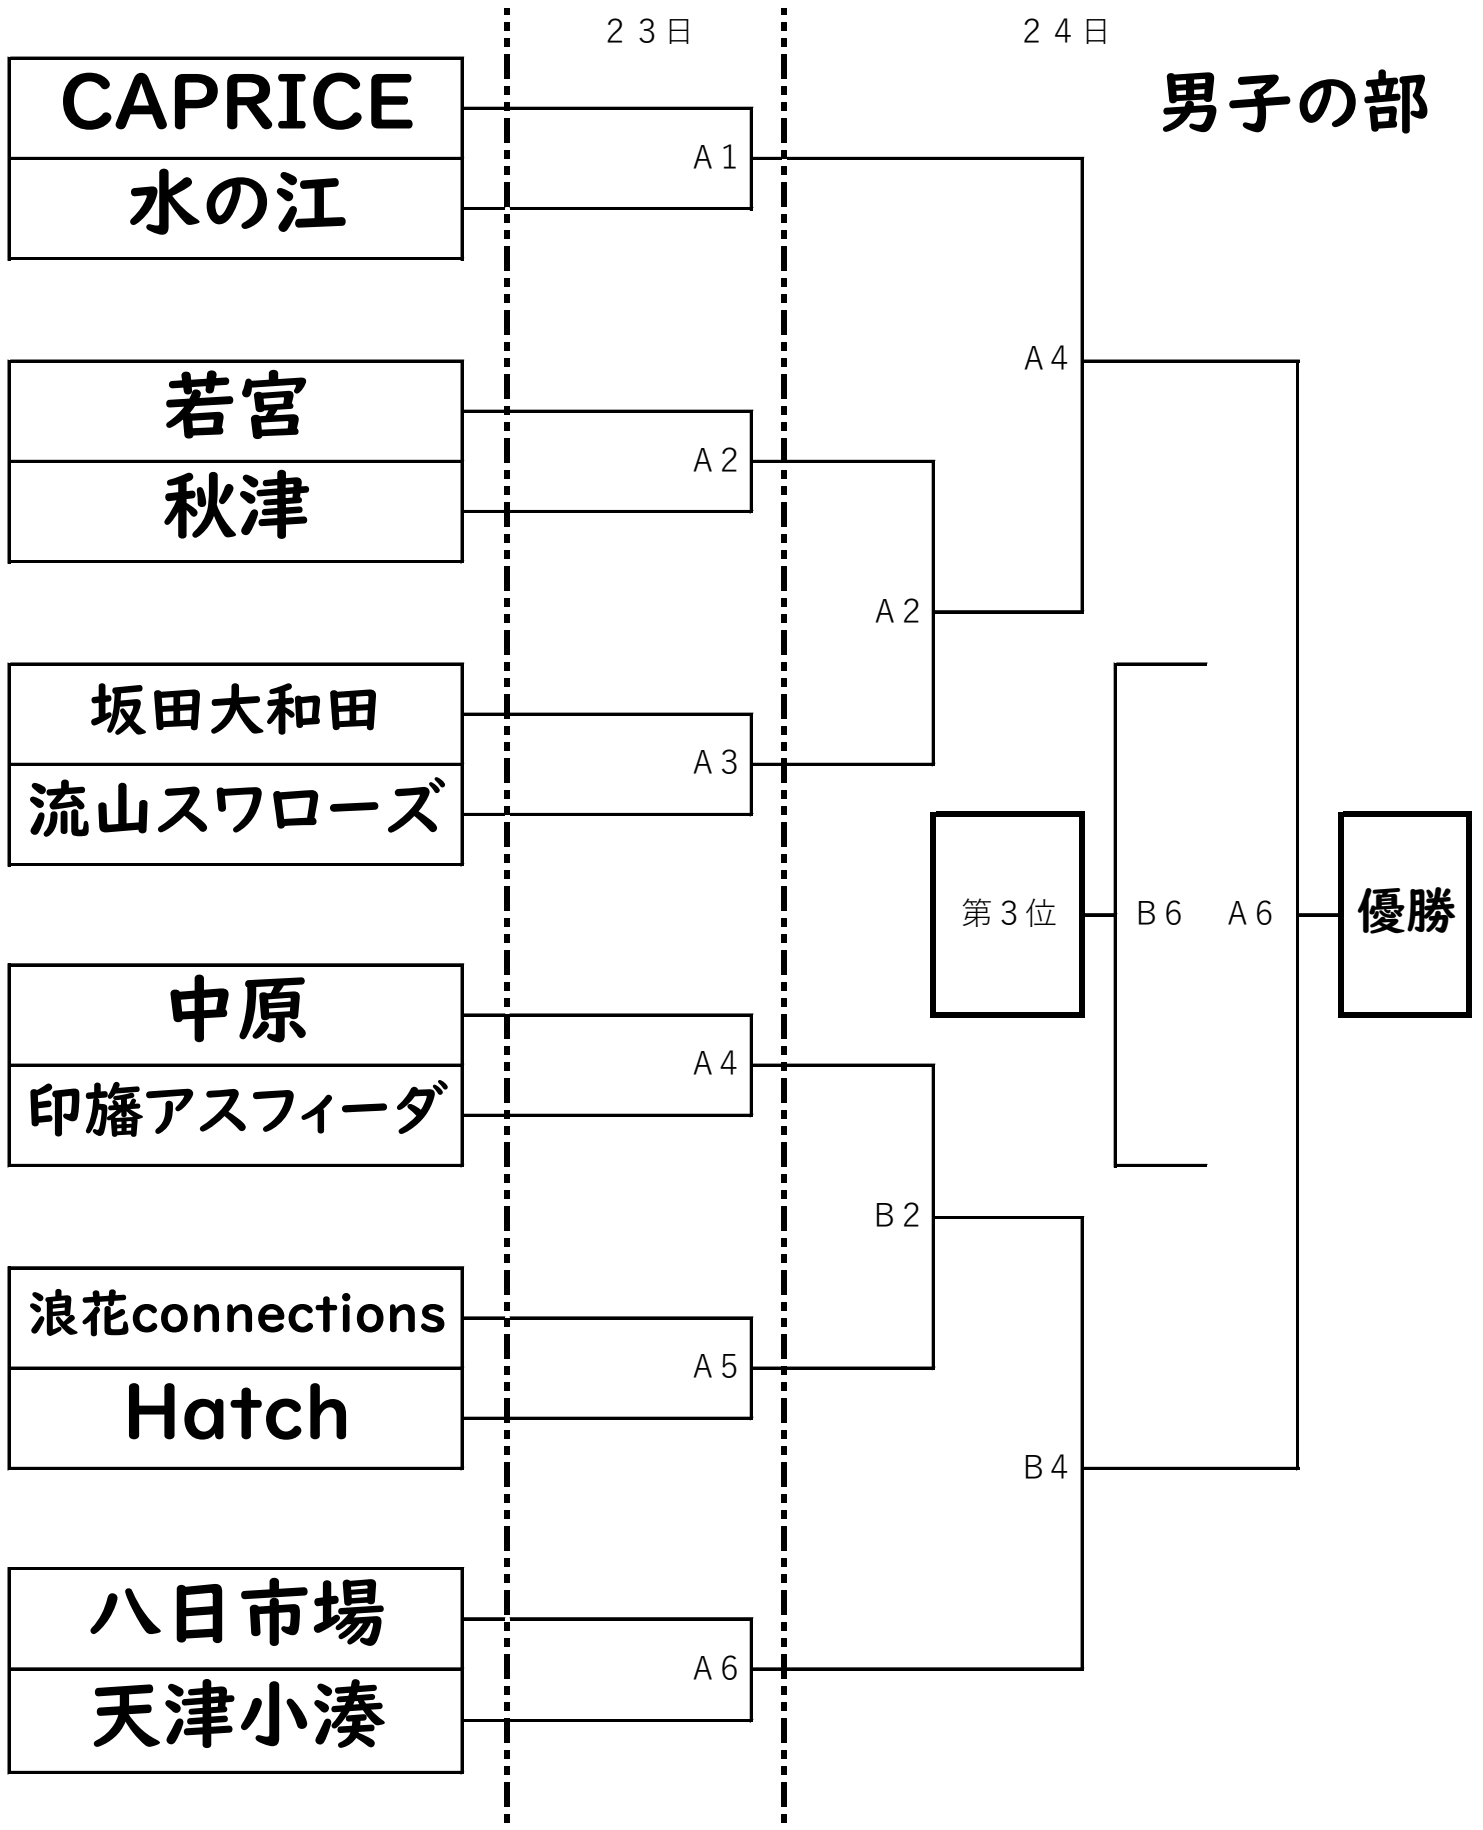 ２３日
２４日
男子の部
CAPRICE
A１
水の江
A４
若宮
A２
秋津
A２
坂田大和田
A３
流山スワローズ
第３位
B６
A６
優勝
中原
A４
印旛アスフィーダ
B２
浪花connections
A５
Hatch
B４
八日市場
A６
天津小湊